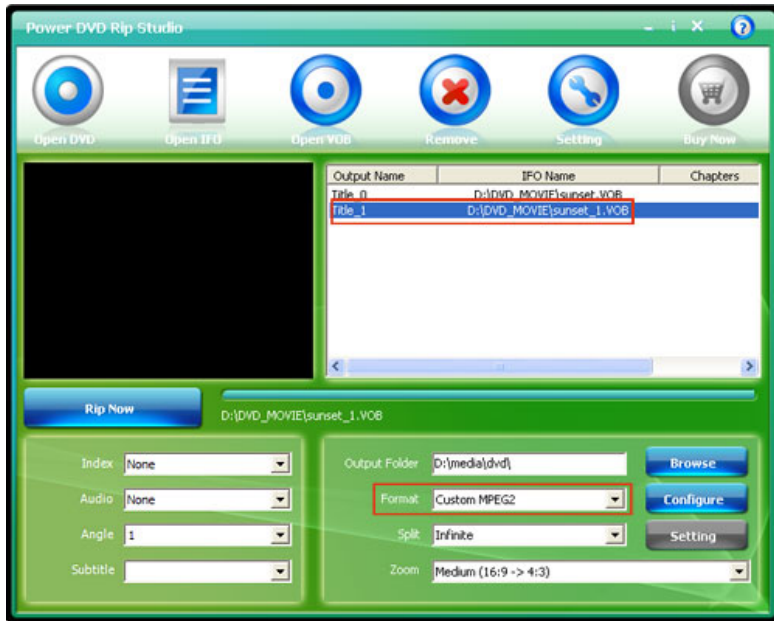 Power DVD Rip Studio
Open DVD Open IFO Open VOB Remove Setting Buy Now
Output Name IFO Name Chapters
Title_0 D:\DVD_MOVIE\sunset.VOB
Title_1 D:\DVD_MOVIE\sunset_1.VOB
Rip Now
D:\DVD_MOVIE\sunset_1.VOB
Index None
Audio None
Angle 1
Subtitle
Output Folder D:\media\dvd\ Browse
Format Custom MPEG2 Configure
Split Infinite Setting
Zoom Medium (16:9 -> 4:3)